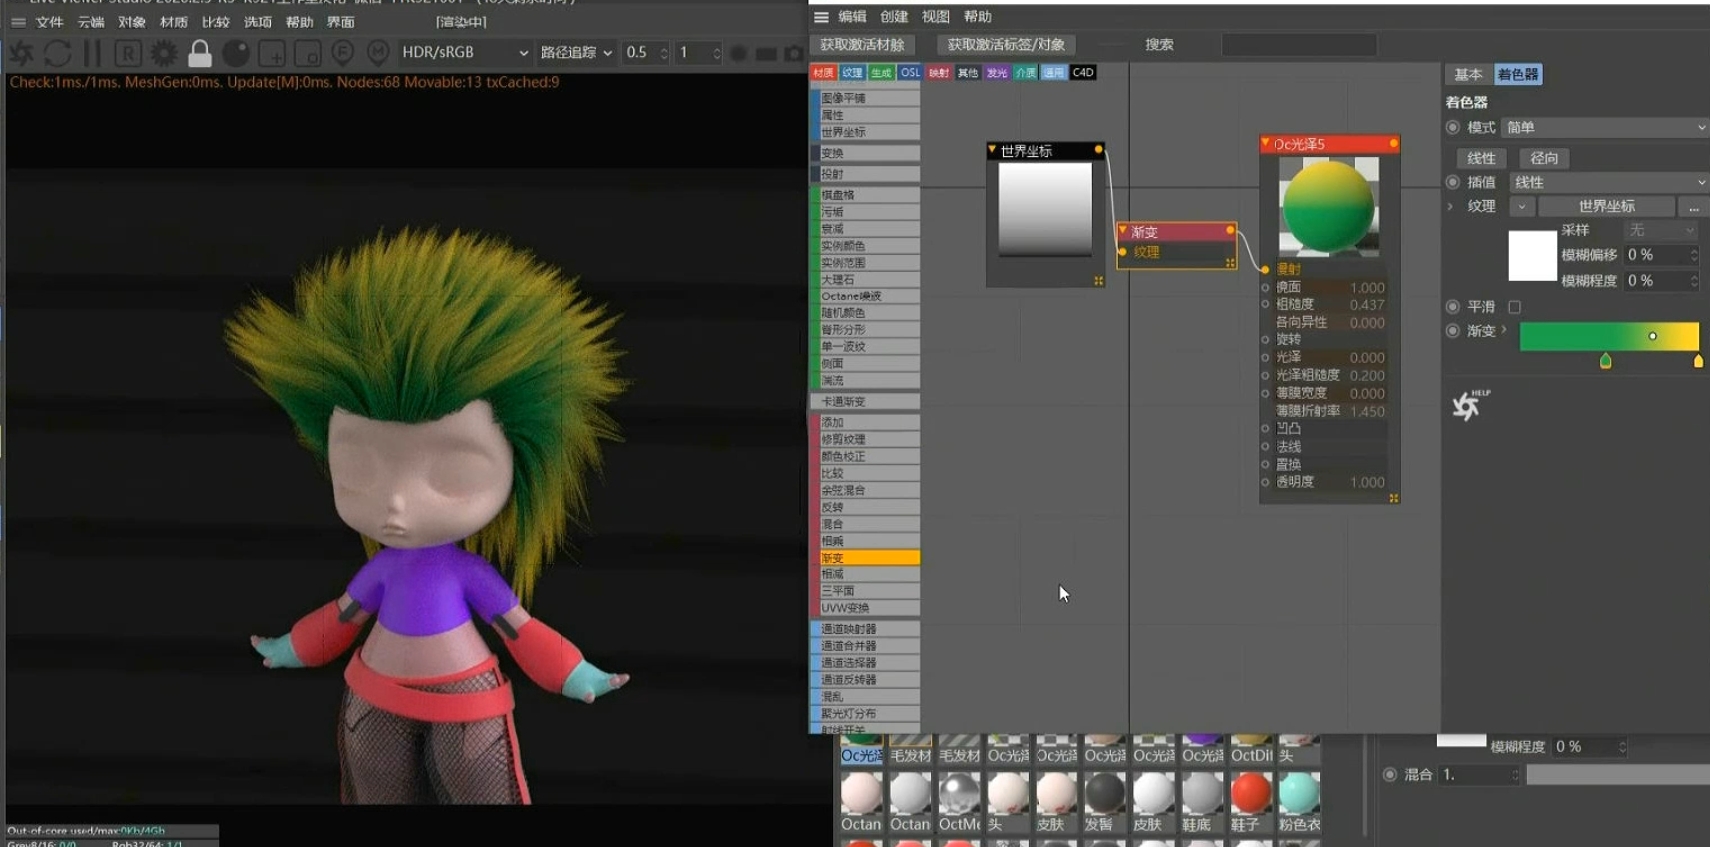 文件 云端 对象 材质 比较 选项 帮助 界面 [渲染中]
HDR/sRGB 路径追踪 0.5 1
Check:1ms./1ms. MeshGen:0ms. Update[M]:0ms. Nodes:68 Movable:13 txCached:9
Out-of-core used/max:0Kb/4Gb
Grey8/16: 0/0 Rgb32/64: 1/1
编辑 创建 视图 帮助
获取激活材质 获取激活标签/对象 搜索
材质 纹理 生成 OSL 映射 其他 发光 介质 通用 C4D
图像平铺
属性
世界坐标
变换
投射
棋盘格
污垢
衰减
实例颜色
实例范围
大理石
Octane噪波
随机颜色
脊形分形
单一波纹
侧面
湍流
卡通渐变
添加
修剪纹理
颜色校正
比较
余弦混合
反转
混合
相乘
渐变
相减
三平面
UVW变换
通道映射器
通道合并器
通道选择器
通道反转器
混乱
聚光灯分布
射线开关
世界坐标
渐变
纹理
Oc光泽5
漫射
镜面 1.000
粗糙度 0.437
各向异性 0.000
旋转
光泽 0.000
光泽粗糙度 0.200
薄膜宽度 0.000
薄膜折射率 1.450
凹凸
法线
置换
透明度 1.000
基本 着色器
着色器
模式 简单
线性 径向
插值 线性
纹理 世界坐标 ...
采样 无
模糊偏移 0 %
模糊程度 0 %
平滑
渐变
HELP
Oc光泽 毛发材 毛发材 Oc光泽 Oc光泽 Oc光泽 Oc光泽 Oc光泽 OctDif 头
Octan Octan OctMe 头 皮肤 发髻 皮肤 鞋底 鞋子 粉色衣
模糊程度 0 %
混合 1.